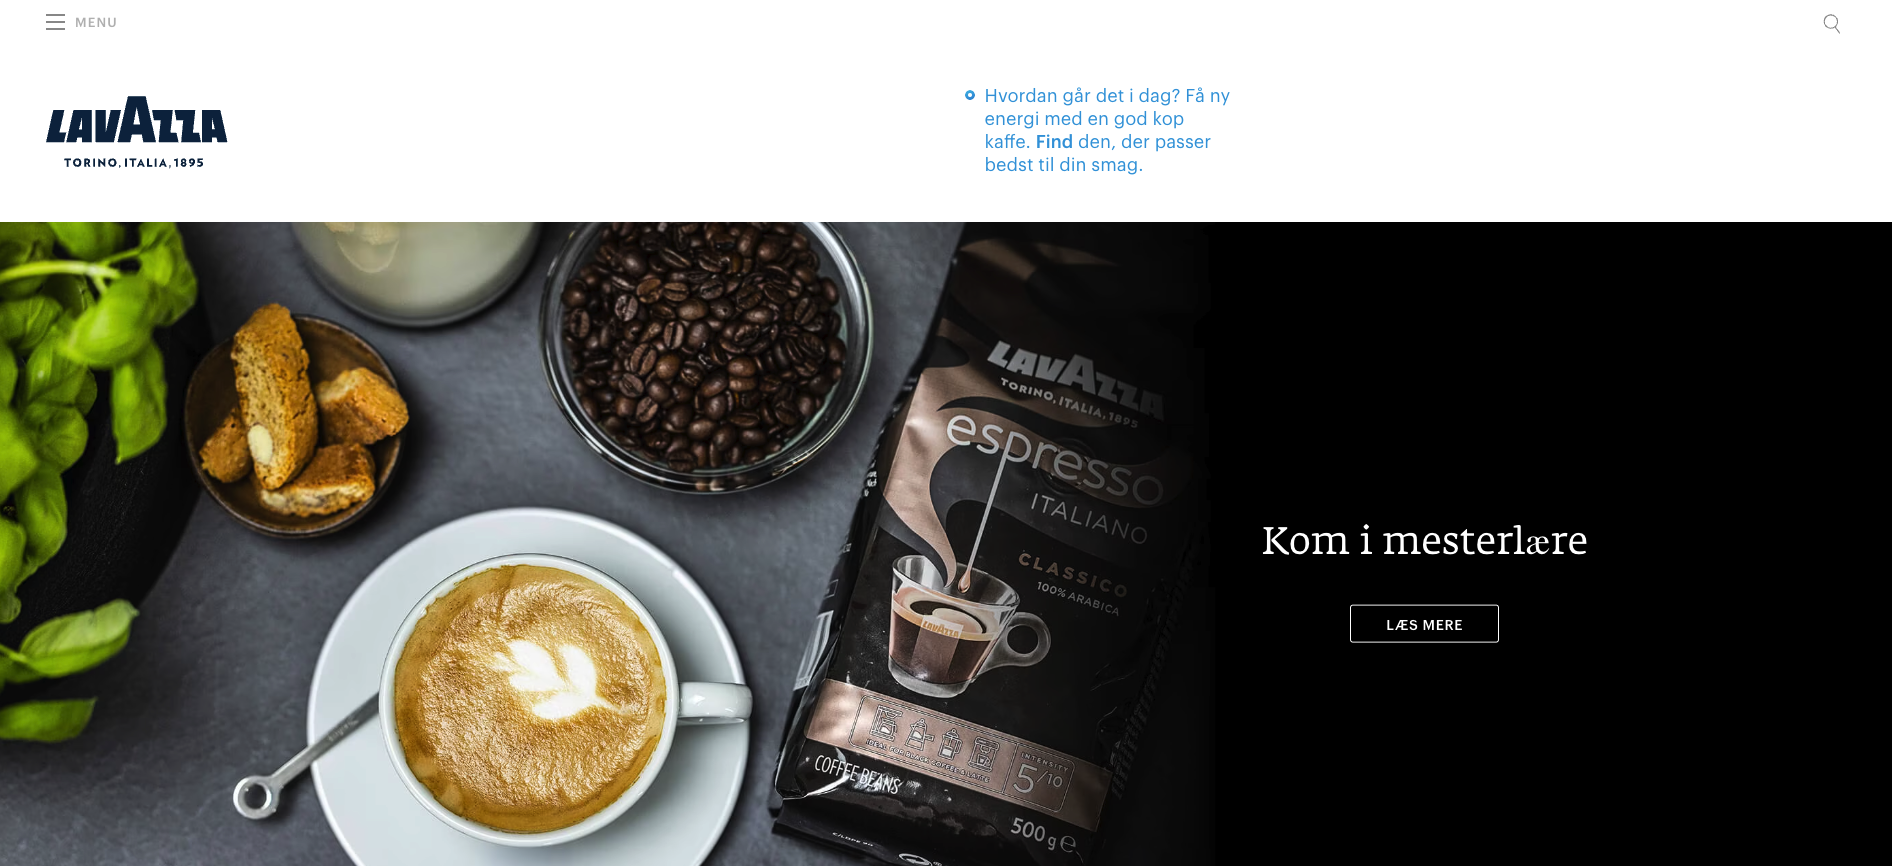 MENU
LAVAZZA
TORINO, ITALIA, 1895
Hvordan går det i dag? Få ny
energi med en god kop
kaffe. Find den, der passer
bedst til din smag.
LAVAZZA
TORINO, ITALIA, 1895
espresso
ITALIANO
CLASSICO
100% ARABICA
LAVAZZA
IDEAL FOR BLACK COFFEE & LATTE
INTENSITY
5/10
COFFEE BEANS
500 g e
Kom i mesterlære
LÆS MERE